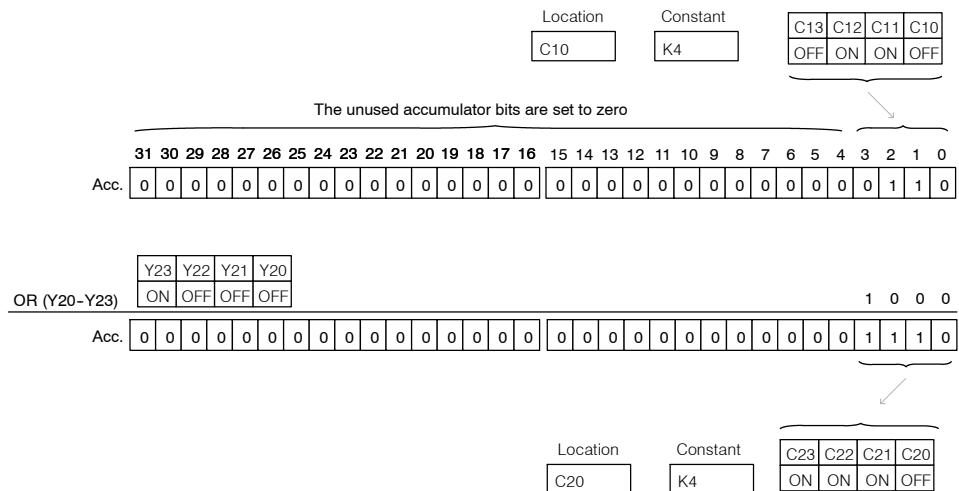 Location Constant C13 C12 C11 C10
C10 K4 OFF ON ON OFF
The unused accumulator bits are set to zero
31 30 29 28 27 26 25 24 23 22 21 20 19 18 17 16 15 14 13 12 11 10 9 8 7 6 5 4 3 2 1 0
Acc. 0 0 0 0 0 0 0 0 0 0 0 0 0 0 0 0 0 0 0 0 0 0 0 0 0 0 0 0 0 1 1 0
Y23 Y22 Y21 Y20
OR (Y20-Y23) ON OFF OFF OFF 1 0 0 0
Acc. 0 0 0 0 0 0 0 0 0 0 0 0 0 0 0 0 0 0 0 0 0 0 0 0 0 0 0 0 1 1 1 0
Location Constant C23 C22 C21 C20
C20 K4 ON ON ON OFF